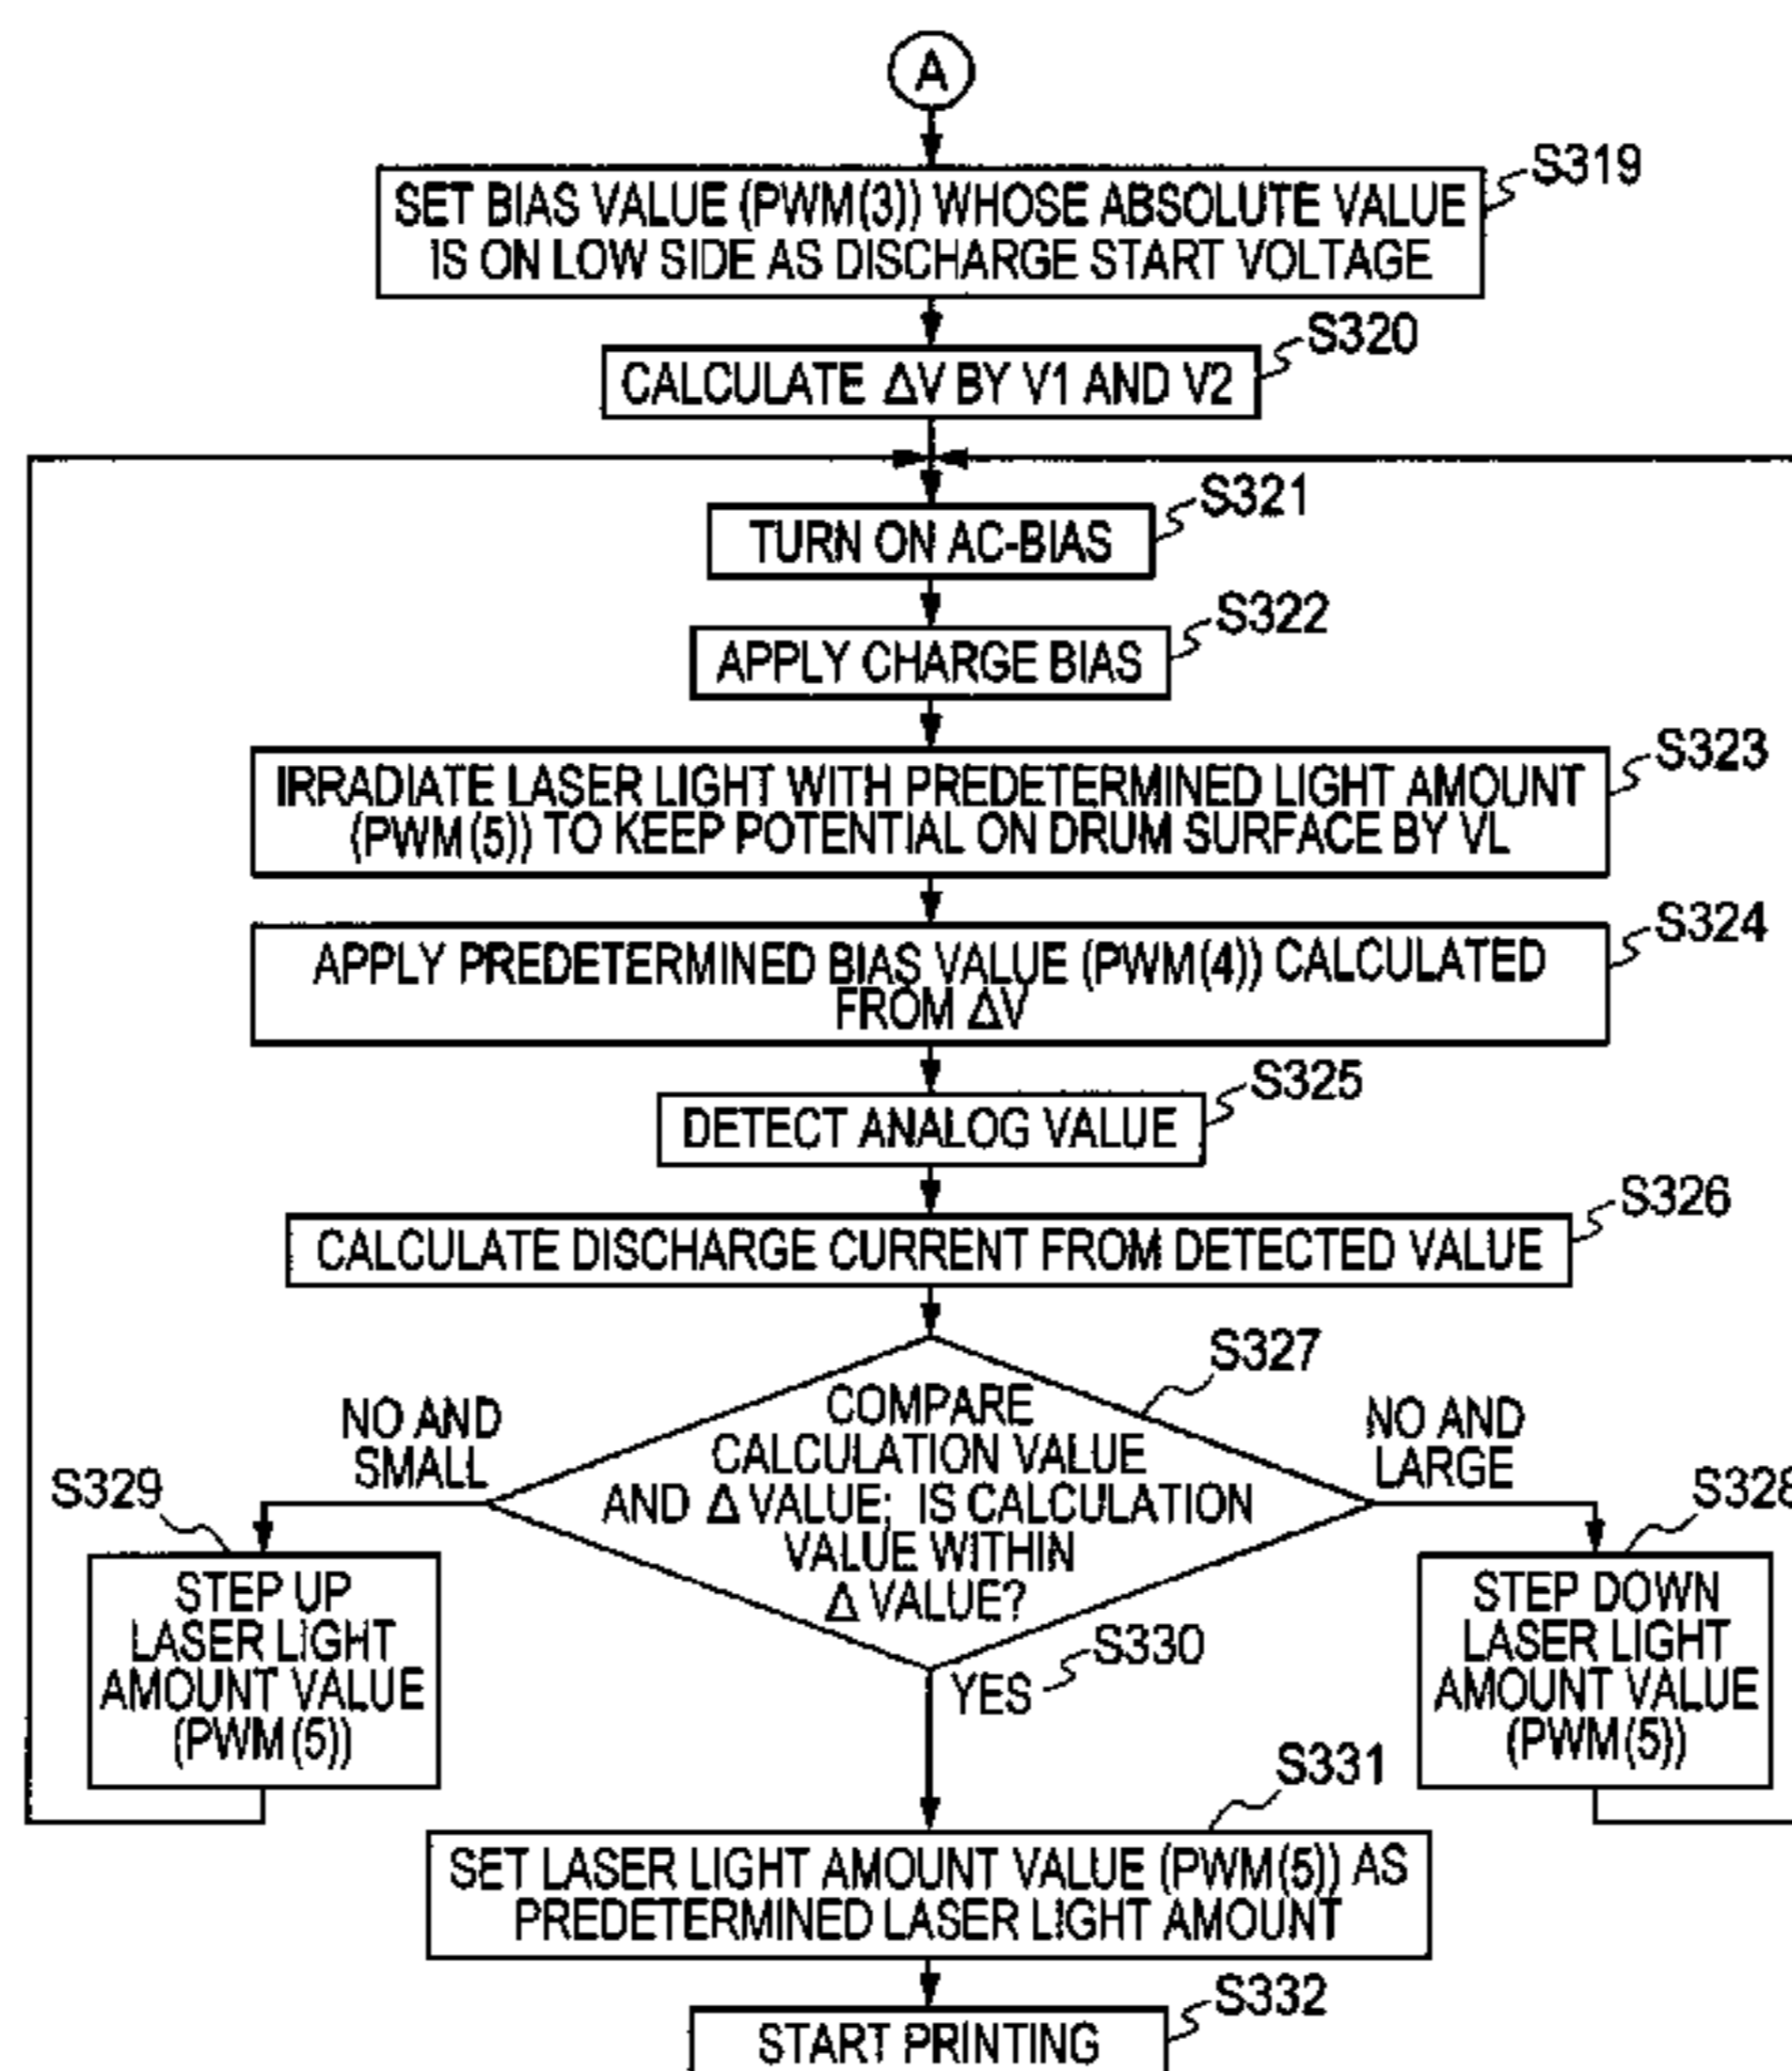 A
S319
SET BIAS VALUE (PWM(3)) WHOSE ABSOLUTE VALUE
IS ON LOW SIDE AS DISCHARGE START VOLTAGE
S320
CALCULATE ΔV BY V1 AND V2
S321
TURN ON AC-BIAS
S322
APPLY CHARGE BIAS
S323
IRRADIATE LASER LIGHT WITH PREDETERMINED LIGHT AMOUNT
(PWM(5)) TO KEEP POTENTIAL ON DRUM SURFACE BY VL
S324
APPLY PREDETERMINED BIAS VALUE (PWM(4)) CALCULATED
FROM ΔV
S325
DETECT ANALOG VALUE
S326
CALCULATE DISCHARGE CURRENT FROM DETECTED VALUE
S327
COMPARE
CALCULATION VALUE
AND Δ VALUE; IS CALCULATION
VALUE WITHIN
Δ VALUE?
NO AND
SMALL
NO AND
LARGE
S329
STEP UP
LASER LIGHT
AMOUNT VALUE
(PWM(5))
S328
STEP DOWN
LASER LIGHT
AMOUNT VALUE
(PWM(5))
S330
YES
S331
SET LASER LIGHT AMOUNT VALUE (PWM(5)) AS
PREDETERMINED LASER LIGHT AMOUNT
S332
START PRINTING